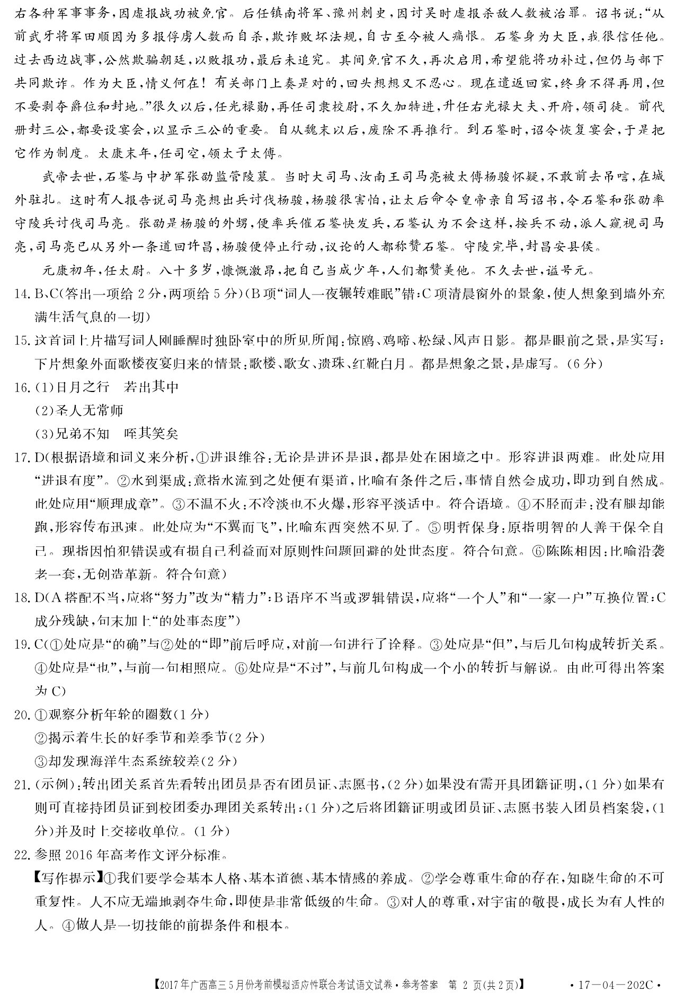 右各种军事事务,因虚报战功被免官。后任镇南将军、豫州刺史,因讨吴时虚报杀敌人数被治罪。诏书说:“从
前武牙将军田顺因为多报俘虏人数而自杀,欺诈败坏法规,自古至今被人痛恨。石鉴身为大臣,我很信任他。
过去西边战事,公然欺骗朝廷,以败报功,最后未追究。其间免官不久,再次启用,希望能将功补过,但仍与部下
共同欺诈。作为大臣,情义何在!有关部门上奏是对的,回头想想又不忍心。现在遣返回家,终身不得再用,但
不要剥夺爵位和封地。”很久以后,任光禄勋,再任司隶校尉,不久加特进,升任右光禄大夫、开府,领司徒。前代
册封三公,都要设宴会,以显示三公的重要。自从魏末以后,废除不再推行。到石鉴时,诏令恢复宴会,于是把
它作为制度。太康末年,任司空,领太子太傅。
武帝去世,石鉴与中护军张劭监管陵墓。当时大司马、汝南王司马亮被太傅杨骏怀疑,不敢前去吊唁,在城
外驻扎。这时有人报告说司马亮想出兵讨伐杨骏,杨骏很害怕,让太后命令皇帝亲自写诏书,令石鉴和张劭率
守陵兵讨伐司马亮。张劭是杨骏的外甥,便率兵催石鉴快发兵,石鉴认为不会这样,按兵不动,派人窥视司马
亮,司马亮已从另外一条道回许昌,杨骏便停止行动,议论的人都称赞石鉴。守陵完毕,封昌安县侯。
元康初年,任太尉。八十多岁,慷慨激昂,把自己当成少年,人们都赞美他。不久去世,谥号元。
14. B、C(答出一项给 2 分,两项给 5 分)(B 项“词人一夜辗转难眠”错;C 项清晨窗外的景象,使人想象到墙外充
满生活气息的一切)
15. 这首词上片描写词人刚睡醒时独卧室中的所见所闻:惊鸥、鸡啼、松绿、风声日影。都是眼前之景,是实写;
下片想象外面歌楼夜宴归来的情景:歌楼、歌女、遗珠、红靴白月。都是想象之景,是虚写。(6 分)
16. (1)日月之行　若出其中
(2)圣人无常师
(3)兄弟不知　咥其笑矣
17. D(根据语境和词义来分析,①进退维谷:无论是进还是退,都是处在困境之中。形容进退两难。此处应用
“进退有度”。②水到渠成:意指水流到之处便有渠道,比喻有条件之后,事情自然会成功,即功到自然成。
此处应用“顺理成章”。③不温不火:不冷淡也不火爆,形容平淡适中。符合语境。④不胫而走:没有腿却能
跑,形容传布迅速。此处应为“不翼而飞”,比喻东西突然不见了。⑤明哲保身:原指明智的人善于保全自
己。现指因怕犯错误或有损自己利益而对原则性问题回避的处世态度。符合句意。⑥陈陈相因:比喻沿袭
老一套,无创造革新。符合句意)
18. D(A 搭配不当,应将“努力”改为“精力”;B 语序不当或逻辑错误,应将“一个人”和“一家一户”互换位置;C
成分残缺,句末加上“的处事态度”)
19. C(①处应是“的确”与②处的“即”前后呼应,对前一句进行了诠释。③处应是“但”,与后几句构成转折关系。
④处应是“也”,与前一句相照应。⑥处应是“不过”,与前几句构成一个小的转折与解说。由此可得出答案
为 C)
20. ①观察分析年轮的圈数(1 分)
②揭示着生长的好季节和差季节(2 分)
③却发现海洋生态系统较差(2 分)
21. (示例):转出团关系首先看转出团员是否有团员证、志愿书,(2 分)如果没有需开具团籍证明,(1 分)如果有
则可直接持团员证到校团委办理团关系转出;(1 分)之后将团籍证明或团员证、志愿书装入团员档案袋,(1
分)并及时上交接收单位。(1 分)
22. 参照 2016 年高考作文评分标准。
【写作提示】①我们要学会基本人格、基本道德、基本情感的养成。②学会尊重生命的存在,知晓生命的不可
重复性。人不应无端地剥夺生命,即使是非常低级的生命。③对人的尊重,对宇宙的敬畏,成长为有人性的
人。④做人是一切技能的前提条件和根本。
【2017 年广西高三 5 月份考前模拟适应性联合考试语文试卷·参考答案　第 2 页(共 2 页)】　·17—04—202C·